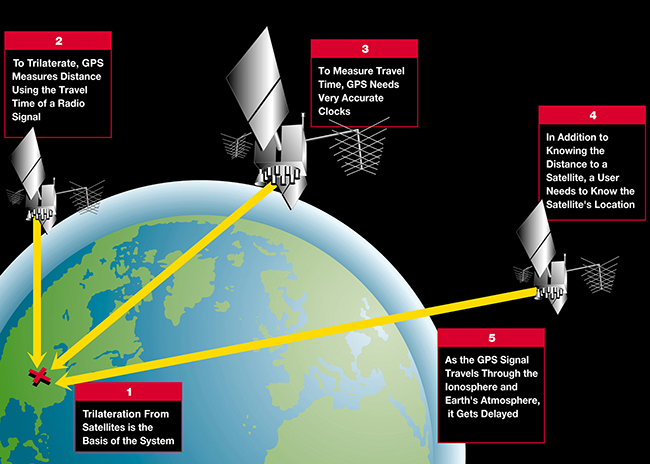 2
To Trilaterate, GPS
Measures Distance
Using the Travel
Time of a Radio
Signal
3
To Measure Travel
Time, GPS Needs
Very Accurate
Clocks
4
In Addition to
Knowing the
Distance to a
Satellite, a User
Needs to Know the
Satellite's Location
5
As the GPS Signal
Travels Through the
Ionosphere and
Earth's Atmosphere,
it Gets Delayed
1
Trilateration From
Satellites is the
Basis of the System